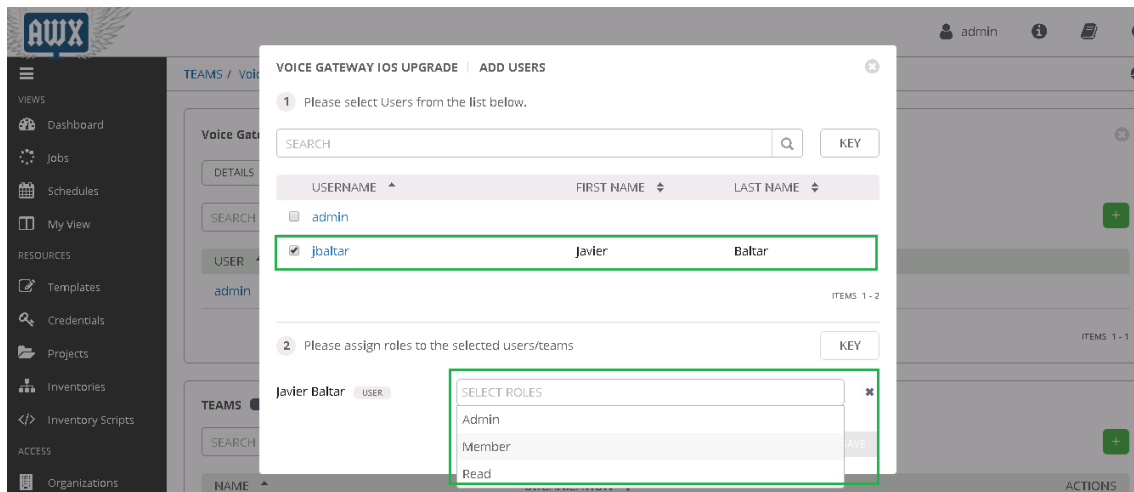 AWX
admin
TEAMS / Voic
VIEWS
Dashboard
Jobs
Schedules
My View
RESOURCES
Templates
Credentials
Projects
Inventories
Inventory Scripts
ACCESS
Organizations
Voice Gate
DETAILS
SEARCH
USER
admin
ITEMS 1 - 1
TEAMS
SEARCH
NAME
ACTIONS
VOICE GATEWAY IOS UPGRADE | ADD USERS
1 Please select Users from the list below.
SEARCH
KEY
USERNAME FIRST NAME LAST NAME
admin
jbaltar Javier Baltar
ITEMS 1 - 2
2 Please assign roles to the selected users/teams
KEY
Javier Baltar USER
SELECT ROLES
Admin
Member
Read